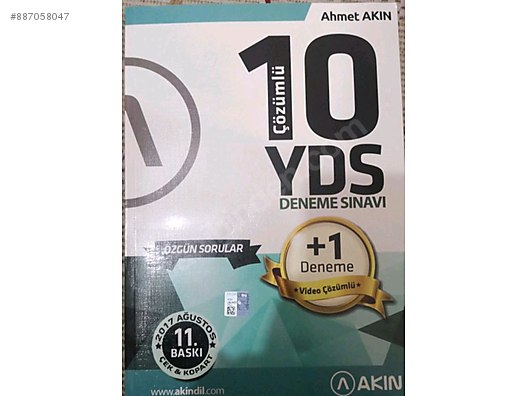 #887058047
Ahmet AKIN
Çözümlü
10
YDS
DENEME SINAVI
ÖZGÜN SORULAR
+1
Deneme
Video Çözümlü
2017 AĞUSTOS
11.
BASKI
ÇEK & KOPART
www.akindil.com
AKIN